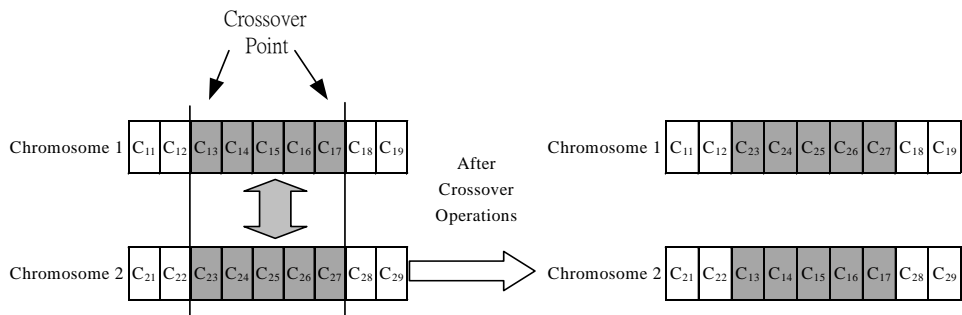 Crossover
Point
Chromosome 1 C₁₁ C₁₂ C₁₃ C₁₄ C₁₅ C₁₆ C₁₇ C₁₈ C₁₉
After
Crossover
Operations
Chromosome 2 C₂₁ C₂₂ C₂₃ C₂₄ C₂₅ C₂₆ C₂₇ C₂₈ C₂₉
Chromosome 1 C₁₁ C₁₂ C₂₃ C₂₄ C₂₅ C₂₆ C₂₇ C₁₈ C₁₉
Chromosome 2 C₂₁ C₂₂ C₁₃ C₁₄ C₁₅ C₁₆ C₁₇ C₂₈ C₂₉